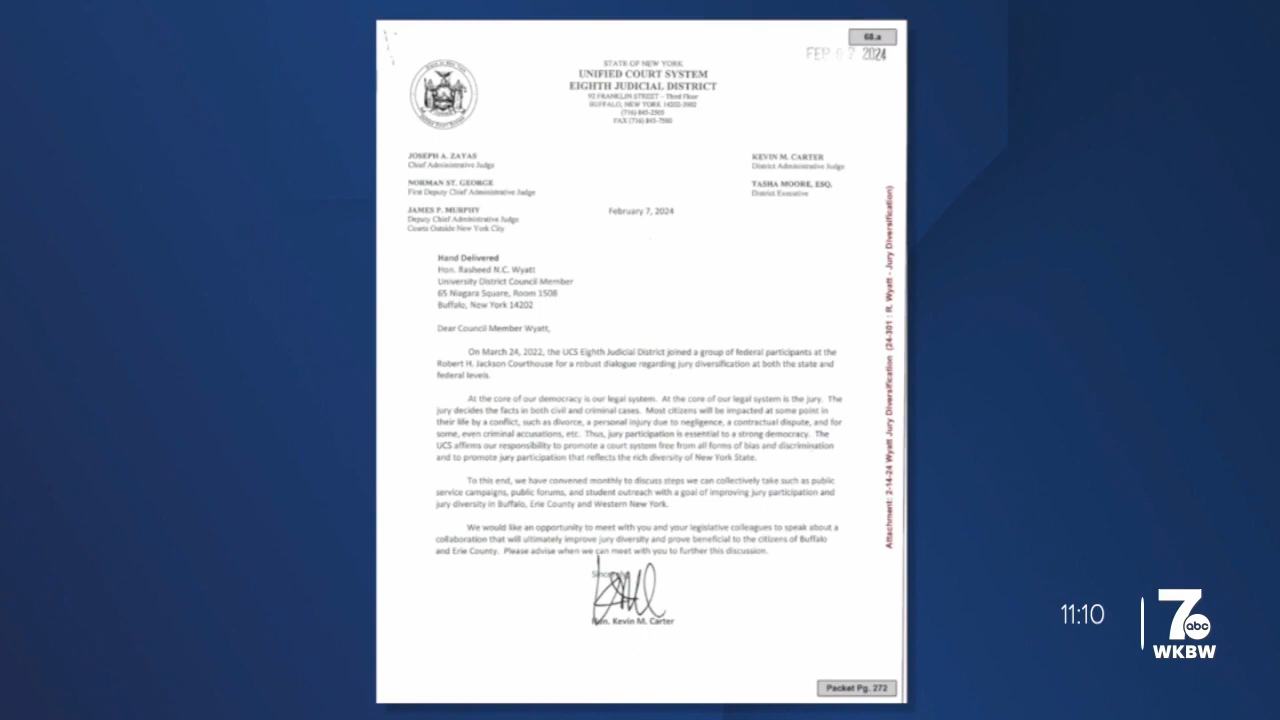 68.a
FEB 07 2024
STATE OF NEW YORK
UNIFIED COURT SYSTEM
EIGHTH JUDICIAL DISTRICT
92 FRANKLIN STREET – Third Floor
BUFFALO, NEW YORK 14202-3902
(716) 845-2505
FAX (716) 845-7500
JOSEPH A. ZAYAS
Chief Administrative Judge
NORMAN ST. GEORGE
First Deputy Chief Administrative Judge
JAMES P. MURPHY
Deputy Chief Administrative Judge
Courts Outside New York City
KEVIN M. CARTER
District Administrative Judge
TASHA MOORE, ESQ.
District Executive
February 7, 2024
Hand Delivered
Hon. Rasheed N.C. Wyatt
University District Council Member
65 Niagara Square, Room 1508
Buffalo, New York 14202
Dear Council Member Wyatt,
On March 24, 2022, the UCS Eighth Judicial District joined a group of federal participants at the
Robert H. Jackson Courthouse for a robust dialogue regarding jury diversification at both the state and
federal levels.
At the core of our democracy is our legal system. At the core of our legal system is the jury. The
jury decides the facts in both civil and criminal cases. Most citizens will be impacted at some point in
their life by a conflict, such as divorce, a personal injury due to negligence, a contractual dispute, and for
some, even criminal accusations, etc. Thus, jury participation is essential to a strong democracy. The
UCS affirms our responsibility to promote a court system free from all forms of bias and discrimination
and to promote jury participation that reflects the rich diversity of New York State.
To this end, we have convened monthly to discuss steps we can collectively take such as public
service campaigns, public forums, and student outreach with a goal of improving jury participation and
jury diversity in Buffalo, Erie County and Western New York.
We would like an opportunity to meet with you and your legislative colleagues to speak about a
collaboration that will ultimately improve jury diversity and prove beneficial to the citizens of Buffalo
and Erie County. Please advise when we can meet with you to further this discussion.
Sincerely,
Hon. Kevin M. Carter
Attachment: 2-14-24 Wyatt Jury Diversification (24-301 : R. Wyatt - Jury Diversification)
Packet Pg. 272
11:10
7
abc
WKBW